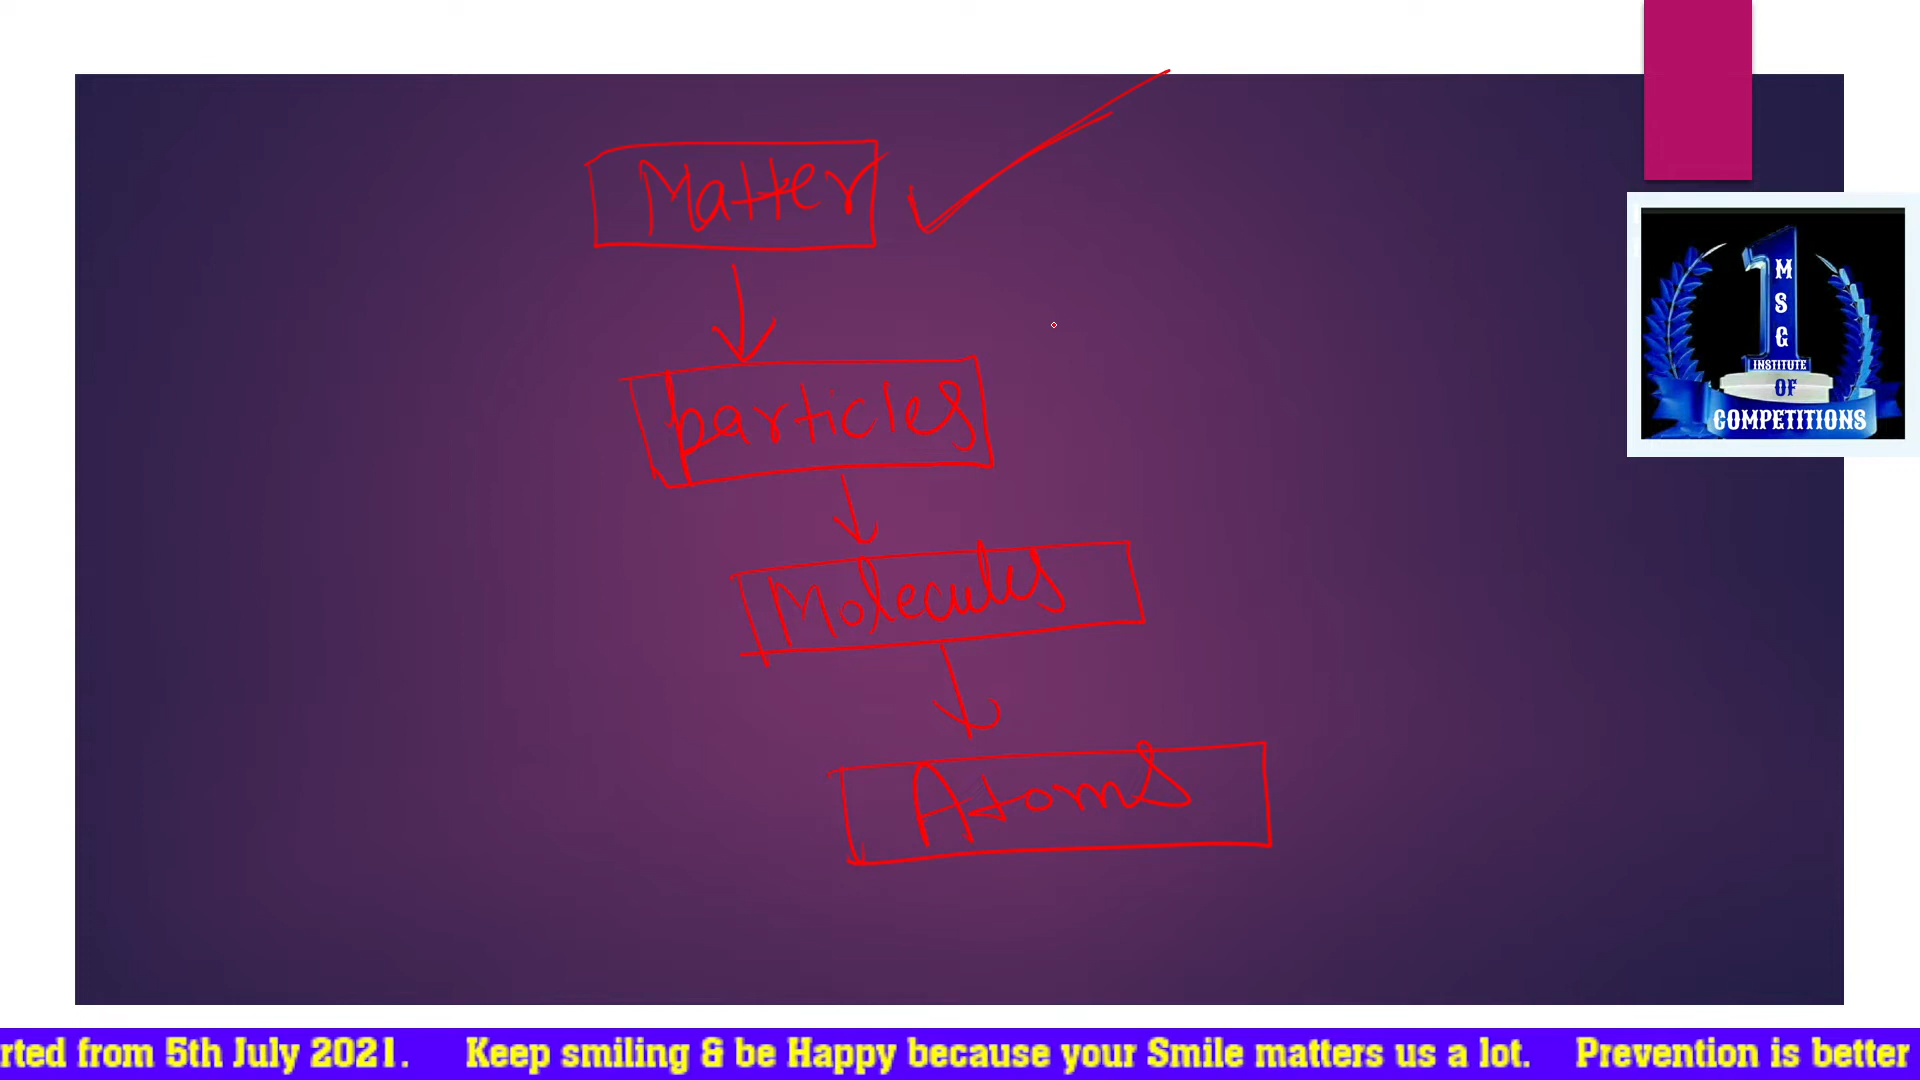 Matter
particles
Molecules
Atoms
M
S
G
INSTITUTE
OF
COMPETITIONS
rted from 5th July 2021. Keep smiling & be Happy because your Smile matters us a lot. Prevention is better